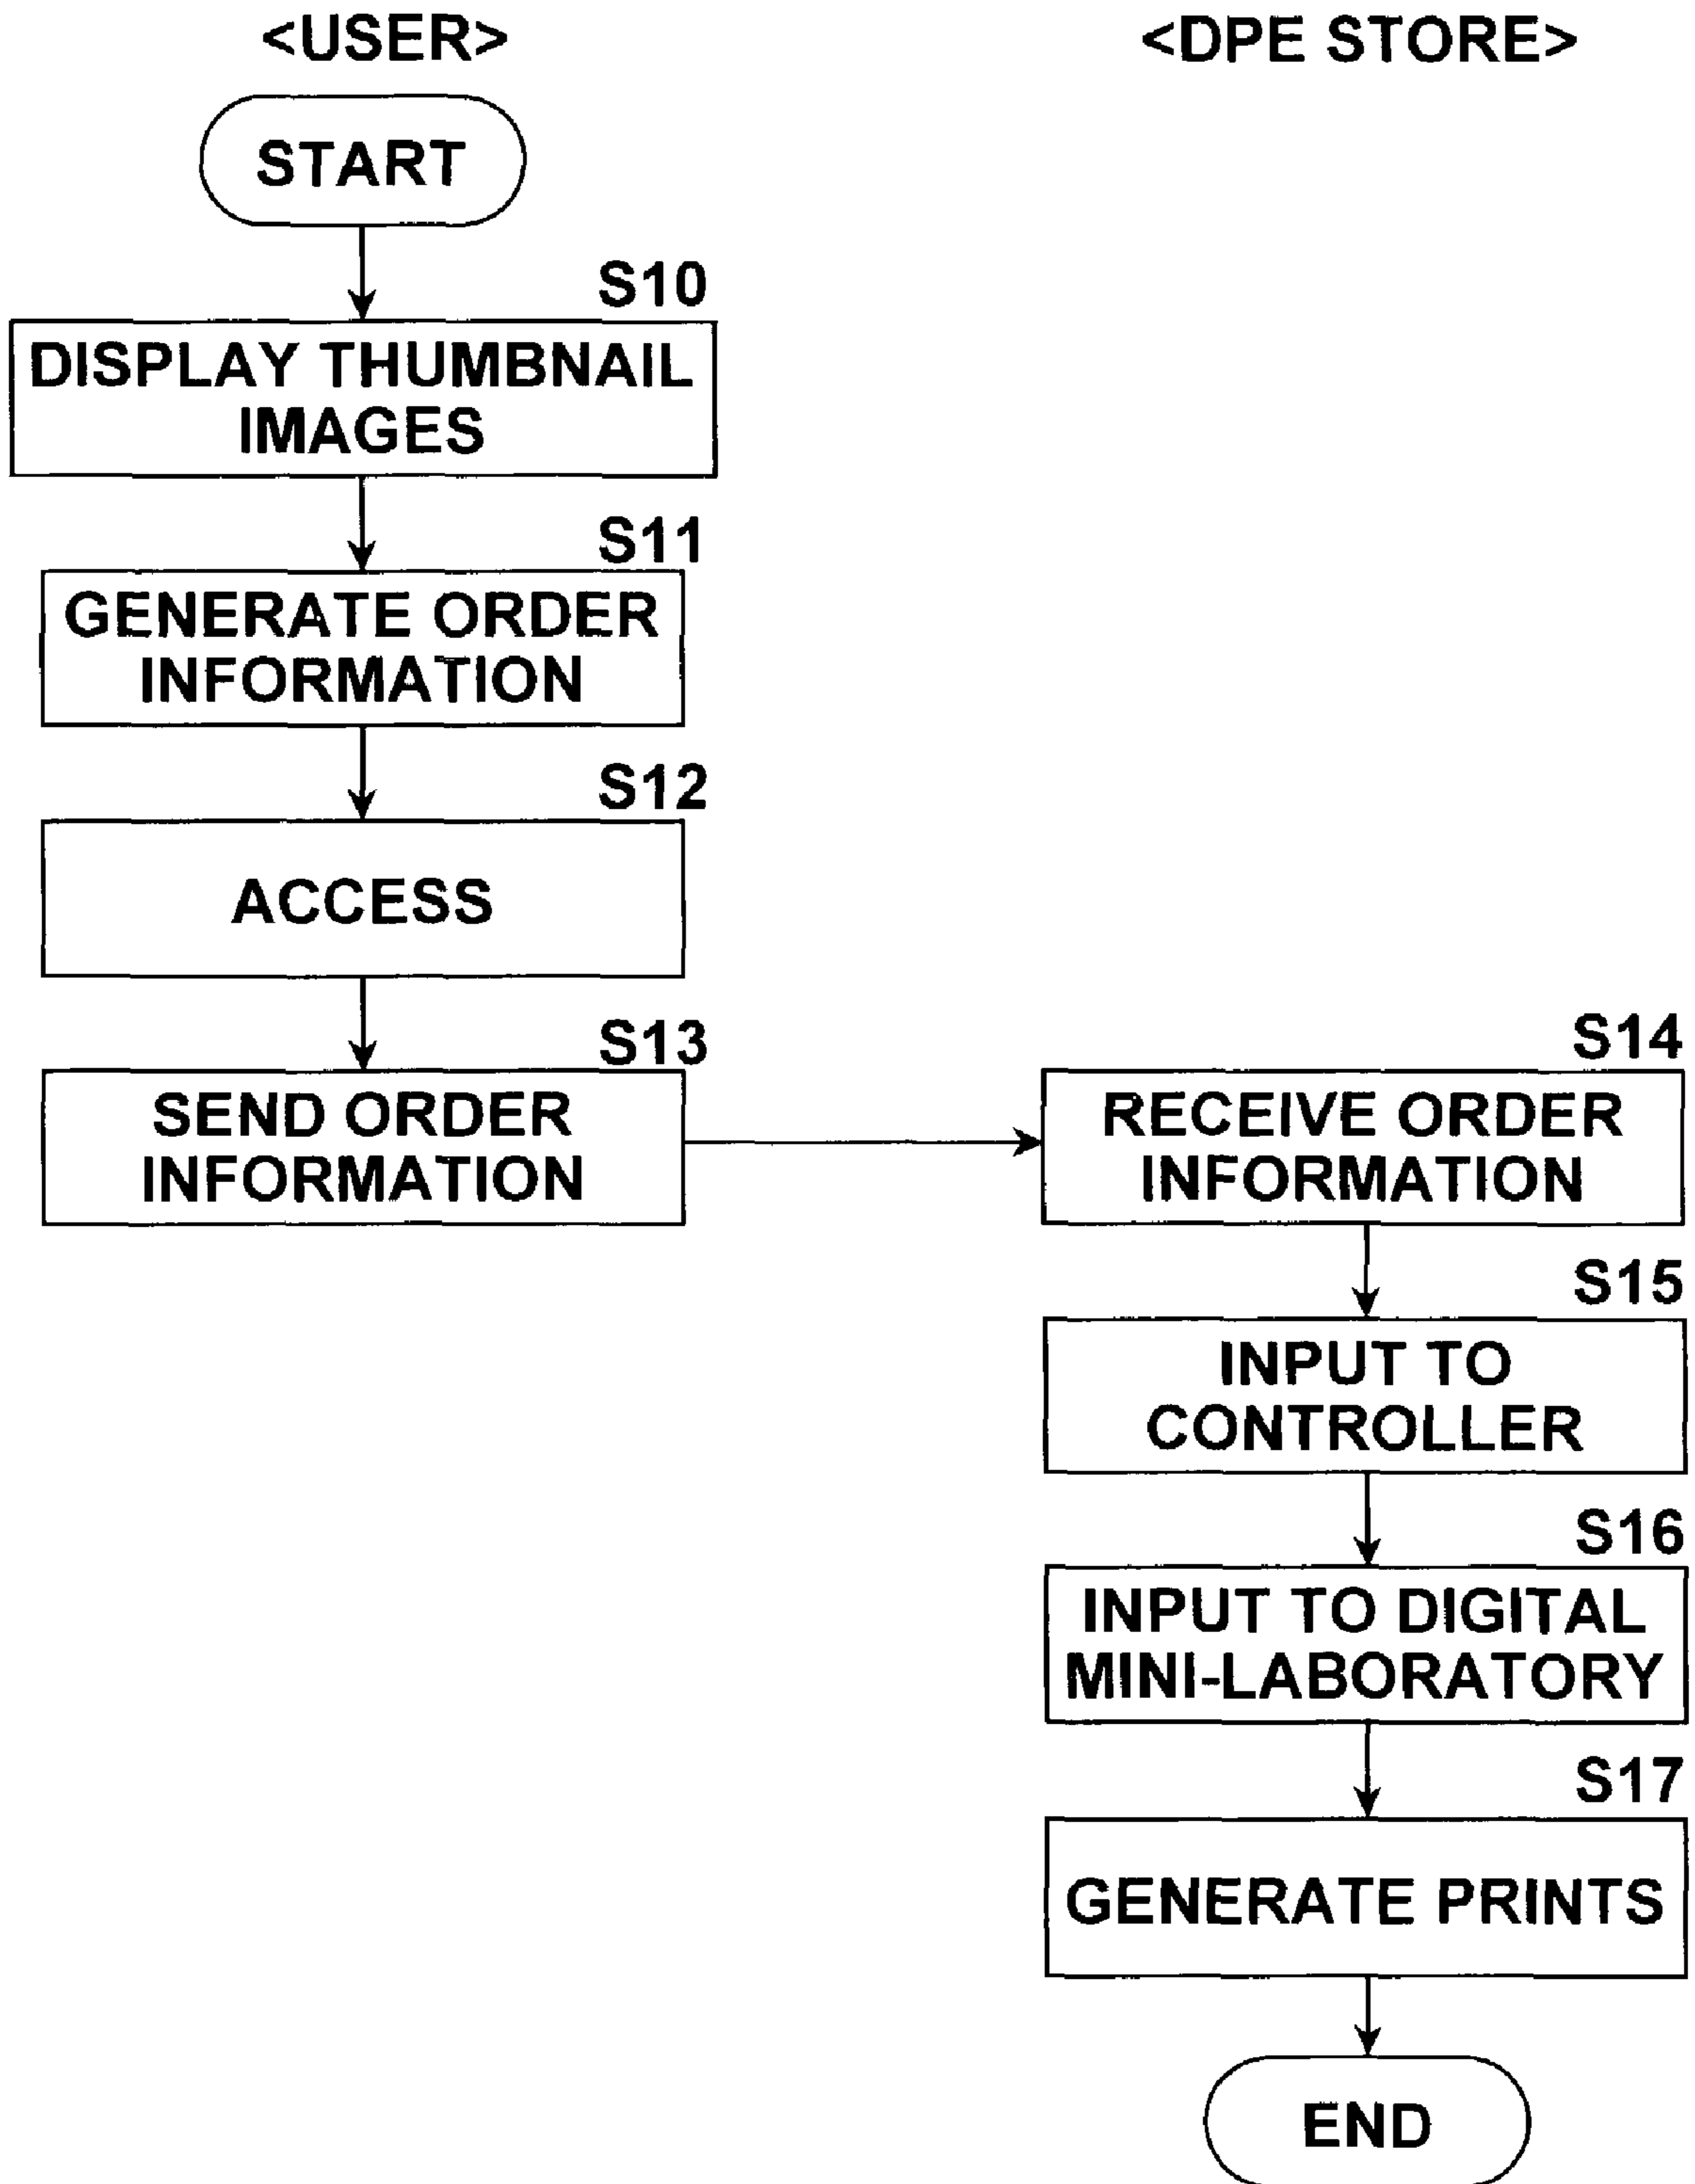 <USER>
<DPE STORE>
START
S10
DISPLAY THUMBNAIL
IMAGES
S11
GENERATE ORDER
INFORMATION
S12
ACCESS
S13
SEND ORDER
INFORMATION
S14
RECEIVE ORDER
INFORMATION
S15
INPUT TO
CONTROLLER
S16
INPUT TO DIGITAL
MINI-LABORATORY
S17
GENERATE PRINTS
END